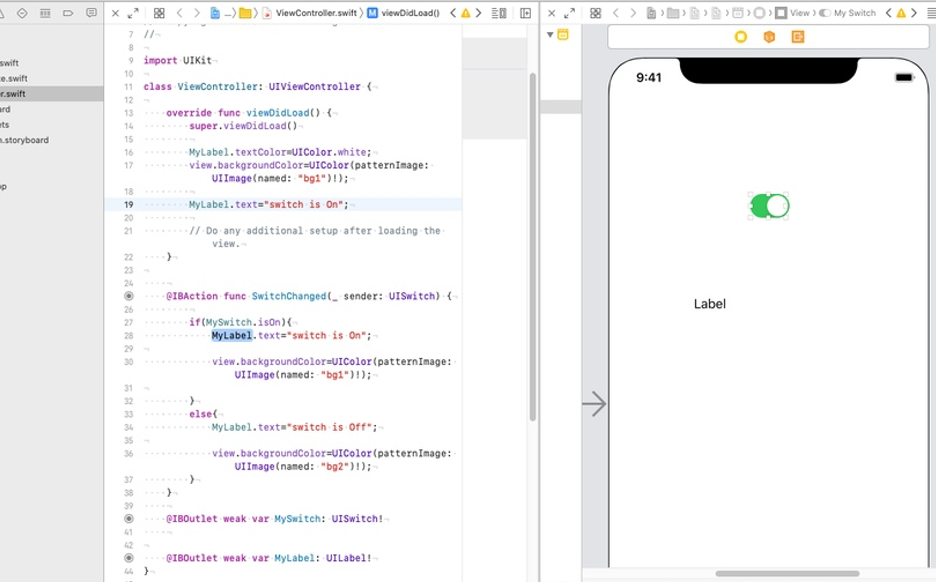 ViewController.swift
viewDidLoad()
View
My Switch
swift
e.swift
r.swift
rd
ets
n.storyboard
op
7 //
8
9 import UIKit
10
11 class ViewController: UIViewController {
12
13 override func viewDidLoad() {
14 super.viewDidLoad()
15
16 MyLabel.textColor=UIColor.white;
17 view.backgroundColor=UIColor(patternImage:
UIImage(named: "bg1")!);
18
19 MyLabel.text="switch is On";
20
21 // Do any additional setup after loading the
view.
22 }
23
24
@IBAction func SwitchChanged(_ sender: UISwitch) {
26
27 if(MySwitch.isOn){
28 MyLabel.text="switch is On";
29
30 view.backgroundColor=UIColor(patternImage:
UIImage(named: "bg1")!);
31
32 }
33 else{
34 MyLabel.text="switch is Off";
35
36 view.backgroundColor=UIColor(patternImage:
UIImage(named: "bg2")!);
37 }
38 }
39
@IBOutlet weak var MySwitch: UISwitch!
41
42
@IBOutlet weak var MyLabel: UILabel!
44 }
9:41
Label